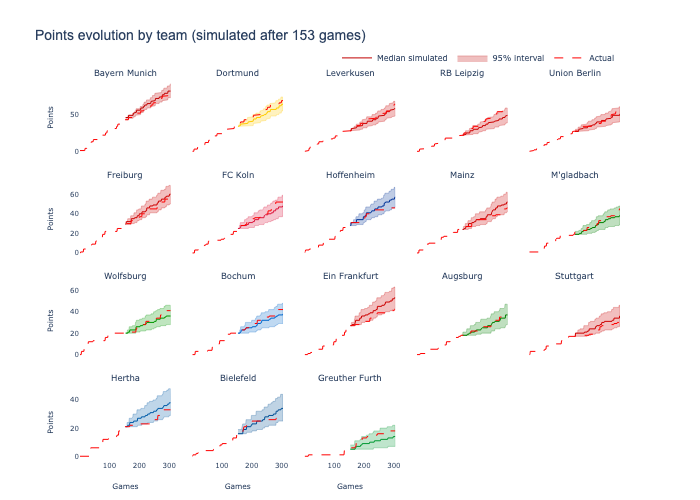 Points evolution by team (simulated after 153 games)
Median simulated 95% interval Actual
Bayern Munich Dortmund Leverkusen RB Leipzig Union Berlin
Points
50
0
Freiburg FC Koln Hoffenheim Mainz M'gladbach
Points
60
40
20
0
Wolfsburg Bochum Ein Frankfurt Augsburg Stuttgart
Points
60
40
20
0
Hertha Bielefeld Greuther Furth
Points
40
20
0
100 200 300 100 200 300 100 200 300
Games Games Games